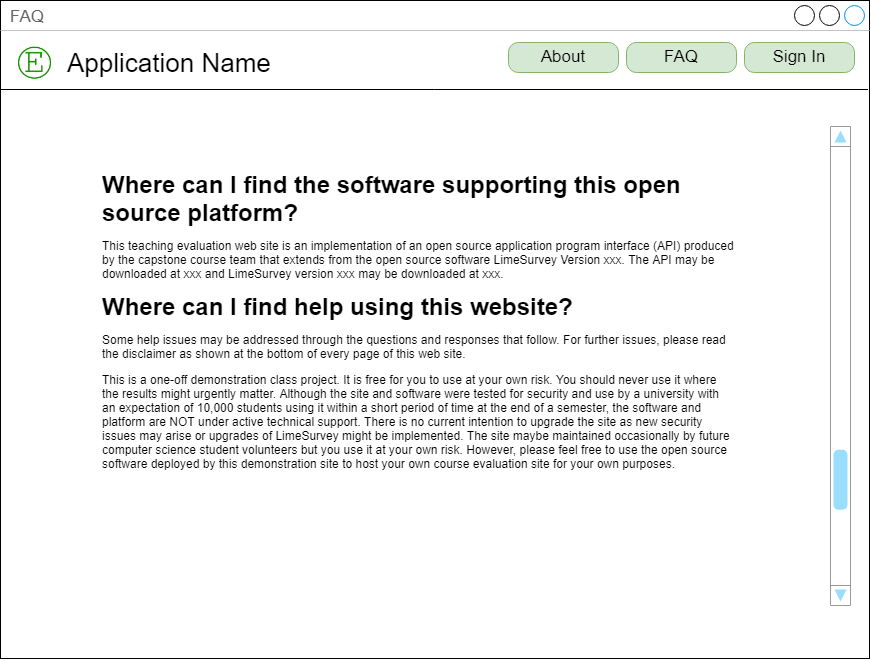 FAQ
E Application Name
About FAQ Sign In
Where can I find the software supporting this open
source platform?
This teaching evaluation web site is an implementation of an open source application program interface (API) produced
by the capstone course team that extends from the open source software LimeSurvey Version xxx. The API may be
downloaded at xxx and LimeSurvey version xxx may be downloaded at xxx.
Where can I find help using this website?
Some help issues may be addressed through the questions and responses that follow. For further issues, please read
the disclaimer as shown at the bottom of every page of this web site.
This is a one-off demonstration class project. It is free for you to use at your own risk. You should never use it where
the results might urgently matter. Although the site and software were tested for security and use by a university with
an expectation of 10,000 students using it within a short period of time at the end of a semester, the software and
platform are NOT under active technical support. There is no current intention to upgrade the site as new security
issues may arise or upgrades of LimeSurvey might be implemented. The site maybe maintained occasionally by future
computer science student volunteers but you use it at your own risk. However, please feel free to use the open source
software deployed by this demonstration site to host your own course evaluation site for your own purposes.